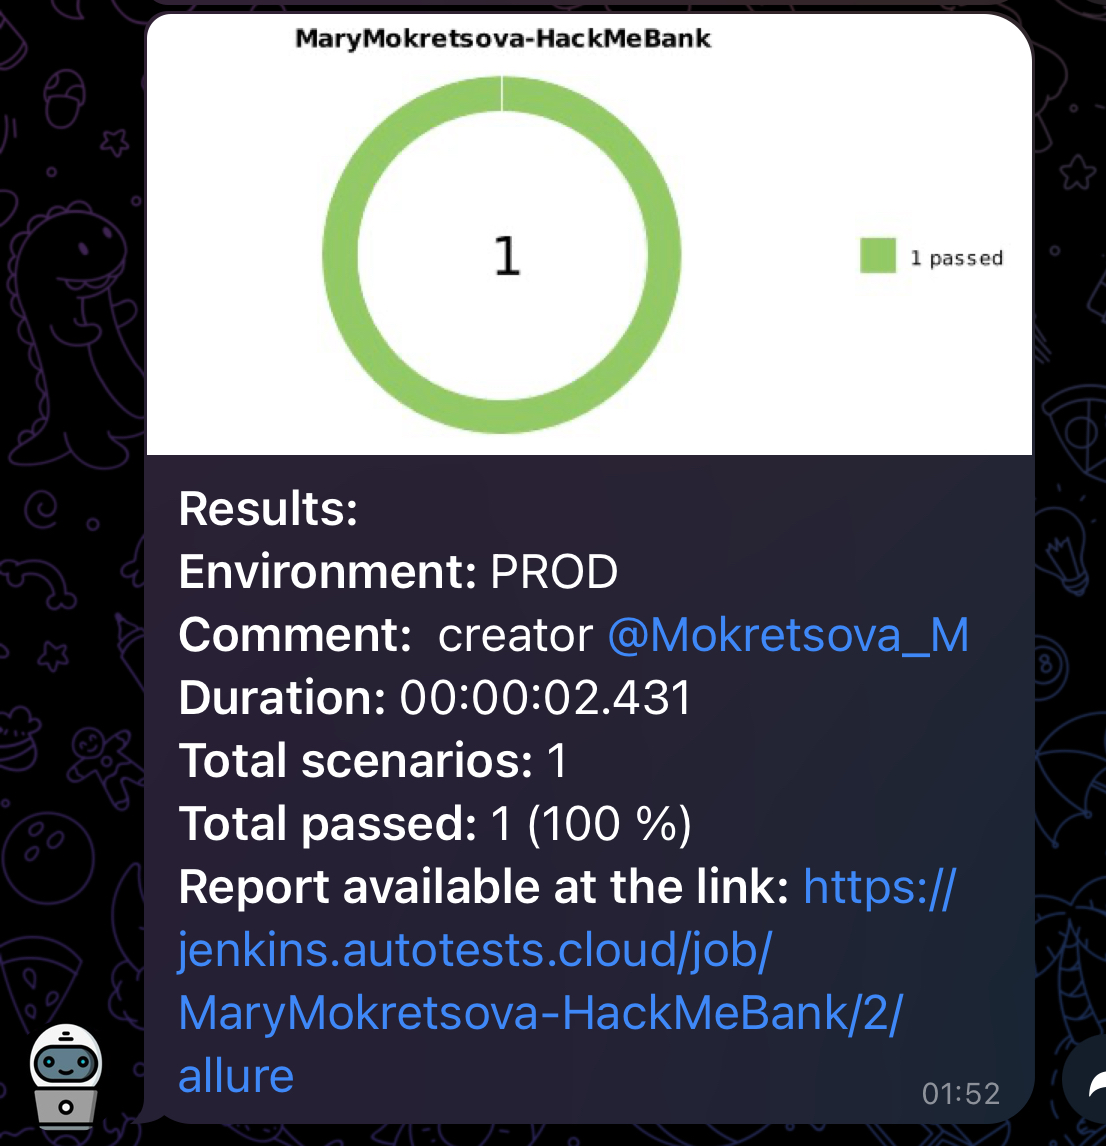 MaryMokretsova-HackMeBank
1
1 passed
Results:
Environment: PROD
Comment:  creator @Mokretsova_M
Duration: 00:00:02.431
Total scenarios: 1
Total passed: 1 (100 %)
Report available at the link: https://
jenkins.autotests.cloud/job/
MaryMokretsova-HackMeBank/2/
allure
01:52